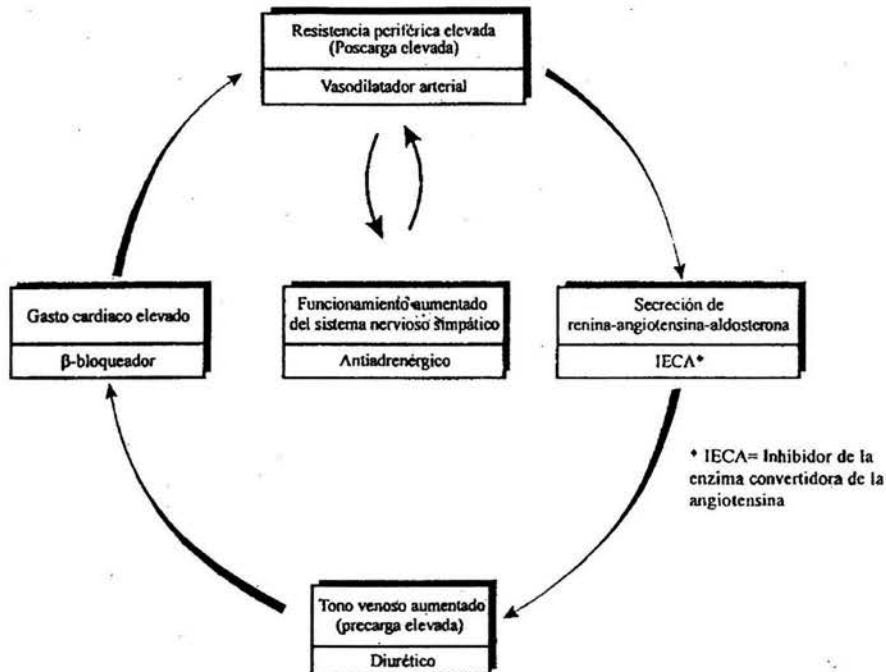 Resistencia periférica elevada
(Poscarga elevada)
Vasodilatador arterial
Gasto cardiaco elevado
β-bloqueador
Funcionamiento aumentado
del sistema nervioso simpático
Antiadrenérgico
Secreción de
renina-angiotensina-aldosterona
IECA*
* IECA= Inhibidor de la
enzima convertidora de la
angiotensina
Tono venoso aumentado
(precarga elevada)
Diurético